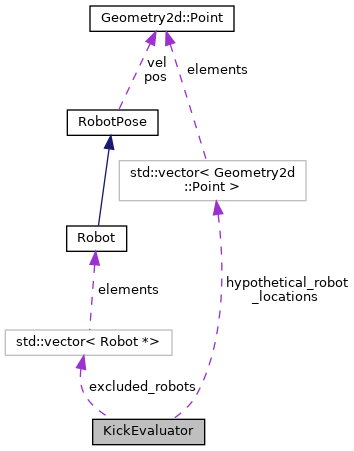 Geometry2d::Point
vel
pos
elements
RobotPose
std::vector< Geometry2d
::Point >
Robot
hypothetical_robot
_locations
elements
std::vector< Robot *>
excluded_robots
KickEvaluator